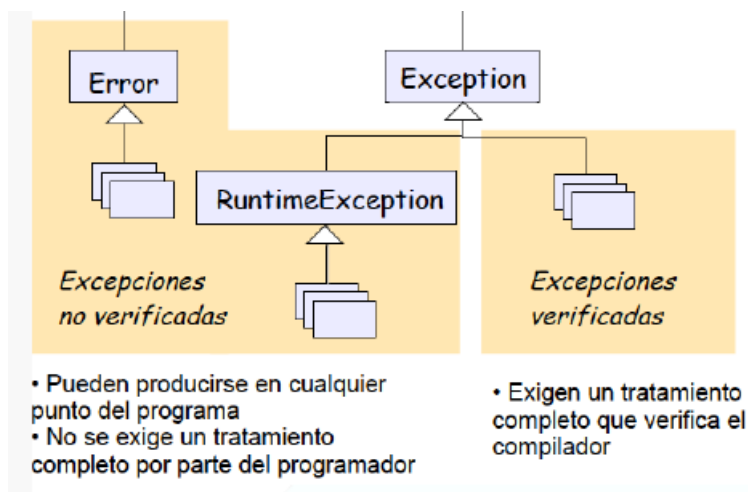 Error
Exception
RuntimeException
Excepciones
no verificadas
Excepciones
verificadas
• Pueden producirse en cualquier
punto del programa
• No se exige un tratamiento
completo por parte del programador
• Exigen un tratamiento
completo que verifica el
compilador